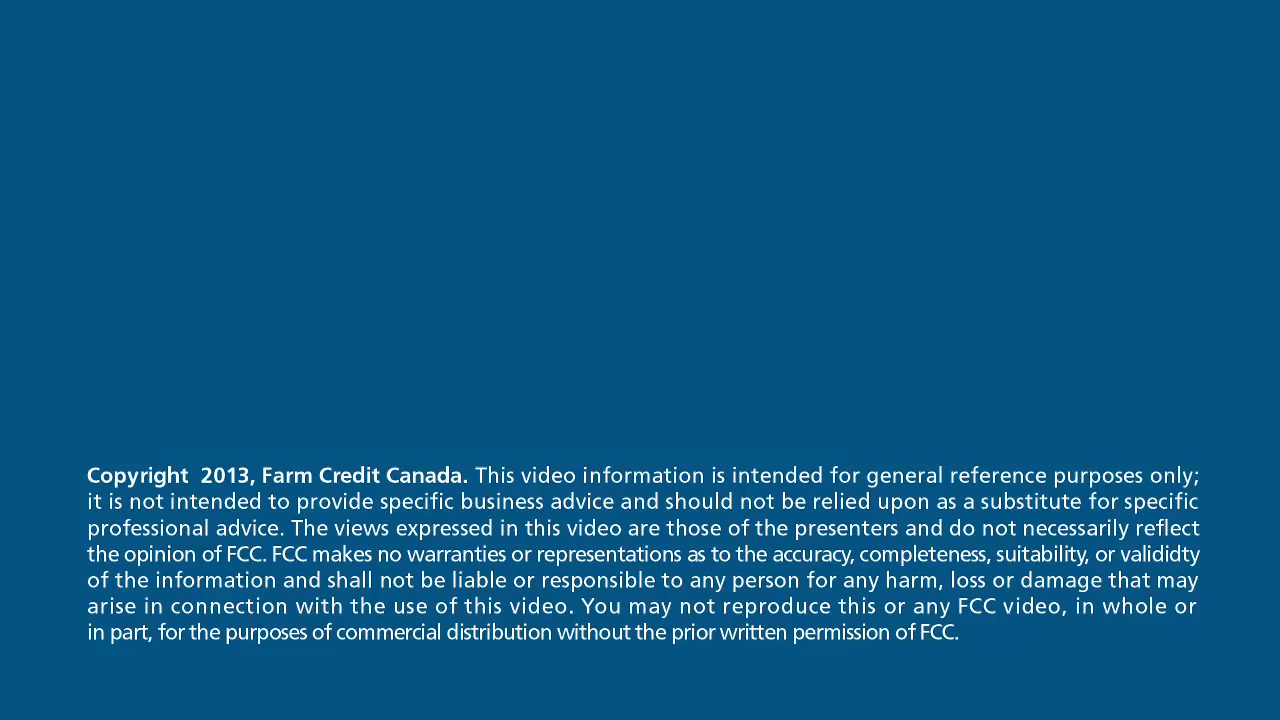 Copyright  2013, Farm Credit Canada. This video information is intended for general reference purposes only;
it is not intended to provide specific business advice and should not be relied upon as a substitute for specific
professional advice. The views expressed in this video are those of the presenters and do not necessarily reflect
the opinion of FCC. FCC makes no warranties or representations as to the accuracy, completeness, suitability, or valididty
of the information and shall not be liable or responsible to any person for any harm, loss or damage that may
arise in connection with the use of this video. You may not reproduce this or any FCC video, in whole or
in part, for the purposes of commercial distribution without the prior written permission of FCC.